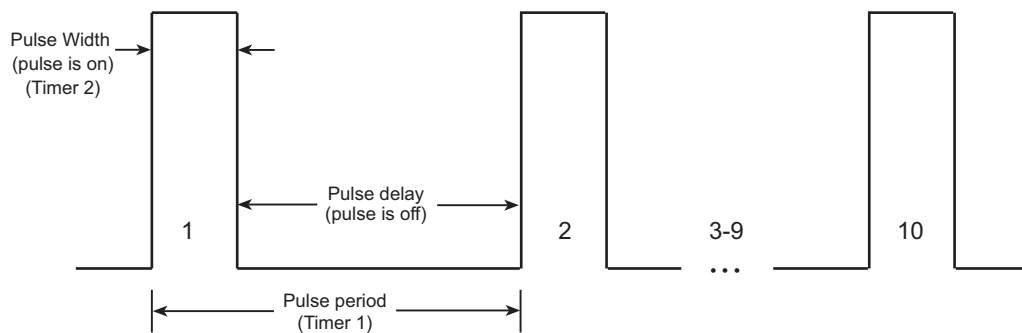 Pulse Width
(pulse is on)
(Timer 2)
Pulse delay
(pulse is off)
1
2
3-9
...
10
Pulse period
(Timer 1)